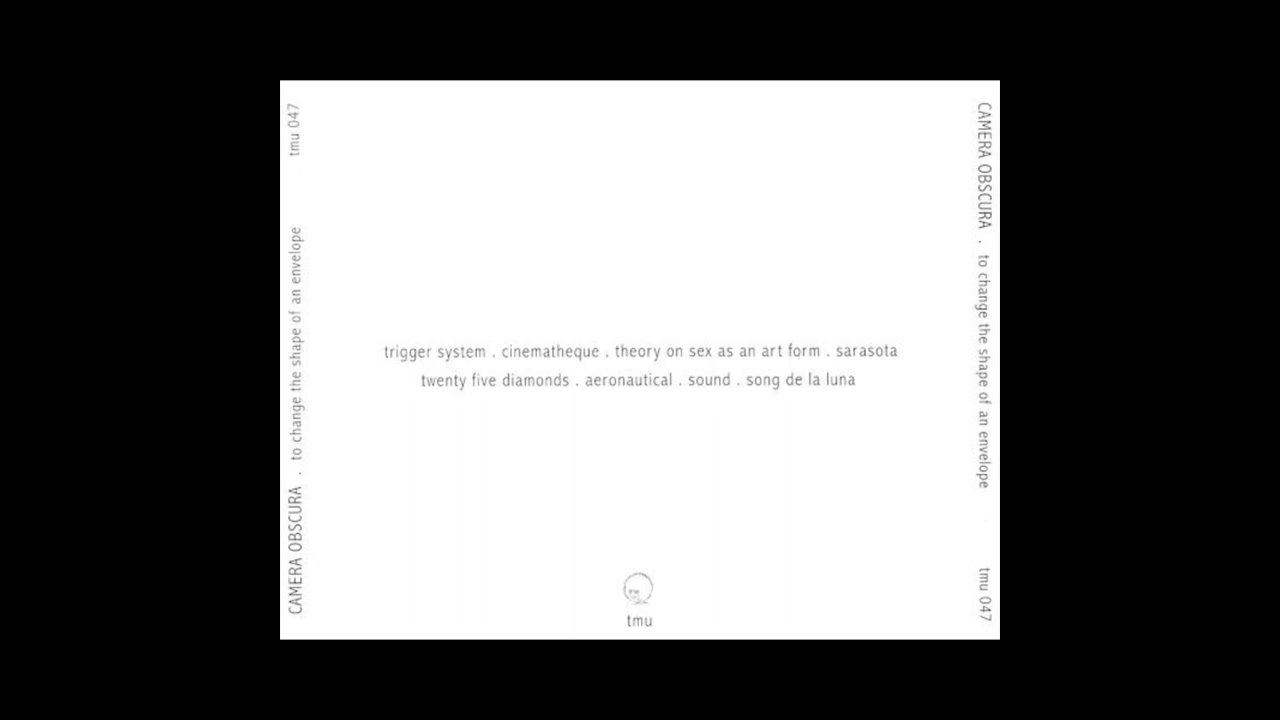 CAMERA OBSCURA . to change the shape of an envelope tmu 047
trigger system . cinematheque . theory on sex as an art form . sarasota
twenty five diamonds . aeronautical . sound . song de la luna
tmu
CAMERA OBSCURA . to change the shape of an envelope tmu 047